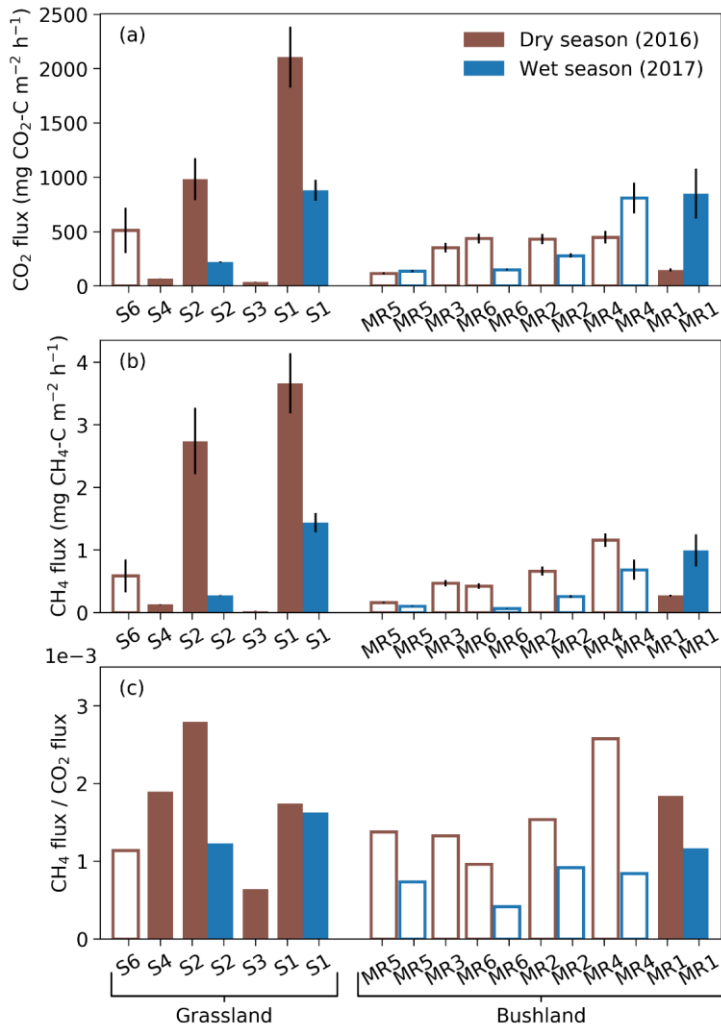 (a)
Dry season (2016)
Wet season (2017)
CO₂ flux (mg CO₂-C m⁻² h⁻¹)
2500
2000
1500
1000
500
0
S6 S4 S2 S2 S3 S1 S1 MR5 MR5 MR3 MR6 MR6 MR2 MR2 MR4 MR4 MR1 MR1
(b)
CH₄ flux (mg CH₄-C m⁻² h⁻¹)
4
3
2
1
0
S6 S4 S2 S2 S3 S1 S1 MR5 MR5 MR3 MR6 MR6 MR2 MR2 MR4 MR4 MR1 MR1
1e−3
(c)
CH₄ flux / CO₂ flux
3
2
1
0
S6 S4 S2 S2 S3 S1 S1 MR5 MR5 MR3 MR6 MR6 MR2 MR2 MR4 MR4 MR1 MR1
Grassland Bushland